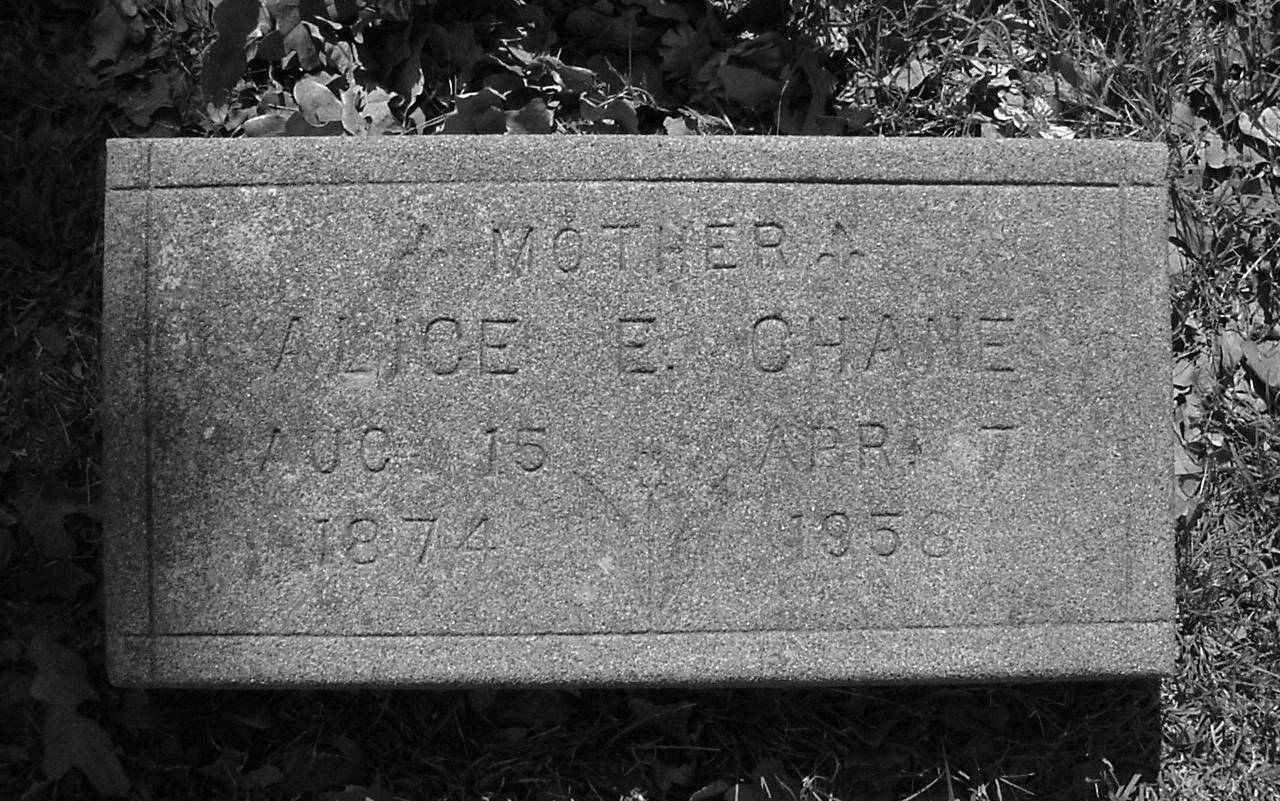 MOTHER
ALICE E. CHANE
AUG 15 APR. 7
1874 1958